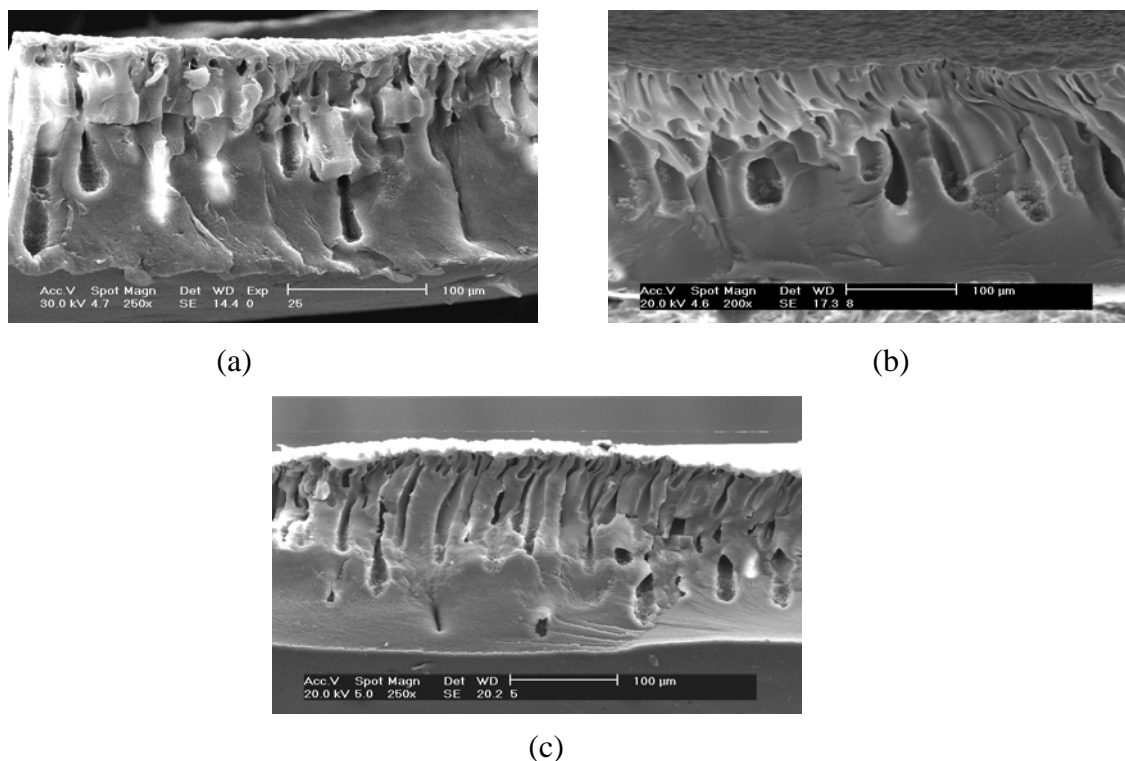 Acc.V Spot Magn Det WD Exp
30.0 kV 4.7 250x SE 14.4 0 25 100 µm
(a)
Acc.V Spot Magn Det WD
20.0 kV 4.6 200x SE 17.3 8 100 µm
(b)
Acc.V Spot Magn Det WD
20.0 kV 5.0 250x SE 20.2 5 100 µm
(c)